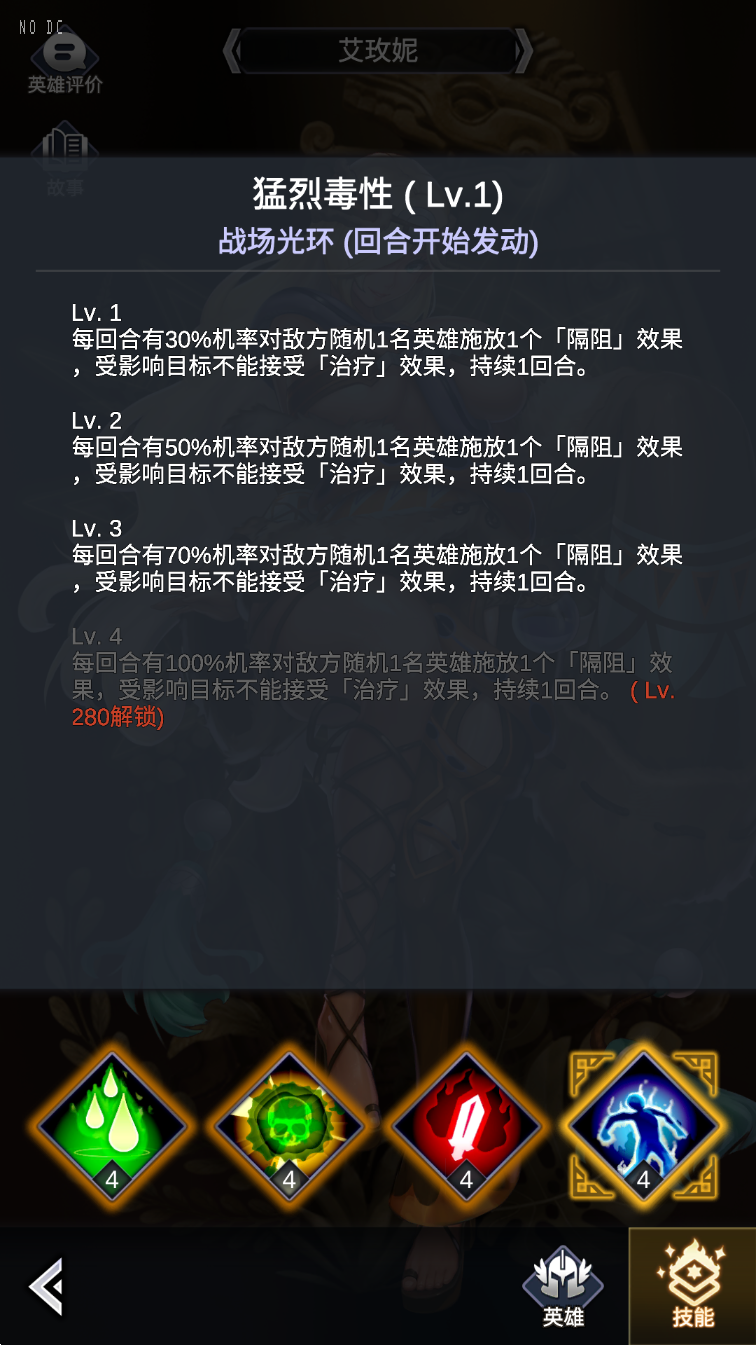 NO DC
艾玫妮
英雄评价
故事
猛烈毒性 ( Lv.1)
战场光环 (回合开始发动)
Lv. 1
每回合有30%机率对敌方随机1名英雄施放1个「隔阻」效果
，受影响目标不能接受「治疗」效果，持续1回合。
Lv. 2
每回合有50%机率对敌方随机1名英雄施放1个「隔阻」效果
，受影响目标不能接受「治疗」效果，持续1回合。
Lv. 3
每回合有70%机率对敌方随机1名英雄施放1个「隔阻」效果
，受影响目标不能接受「治疗」效果，持续1回合。
Lv. 4
每回合有100%机率对敌方随机1名英雄施放1个「隔阻」效
果，受影响目标不能接受「治疗」效果，持续1回合。 ( Lv.
280解锁)
4 4 4 4
英雄 技能